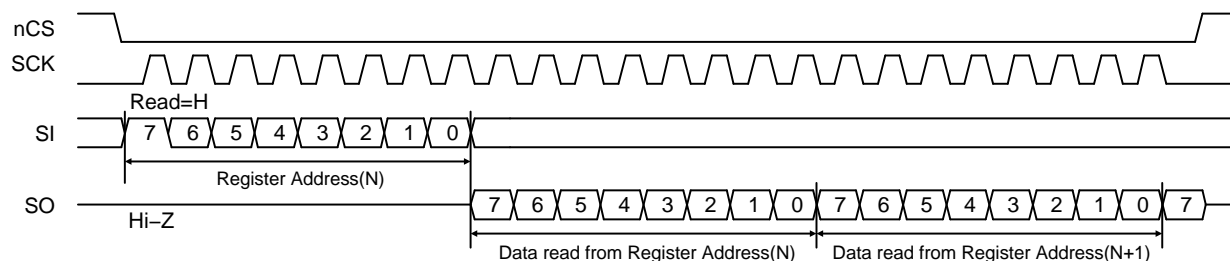 nCS
SCK
Read=H
SI 7 6 5 4 3 2 1 0
Register Address(N)
SO 7 6 5 4 3 2 1 0 7 6 5 4 3 2 1 0 7
Hi–Z
Data read from Register Address(N) Data read from Register Address(N+1)